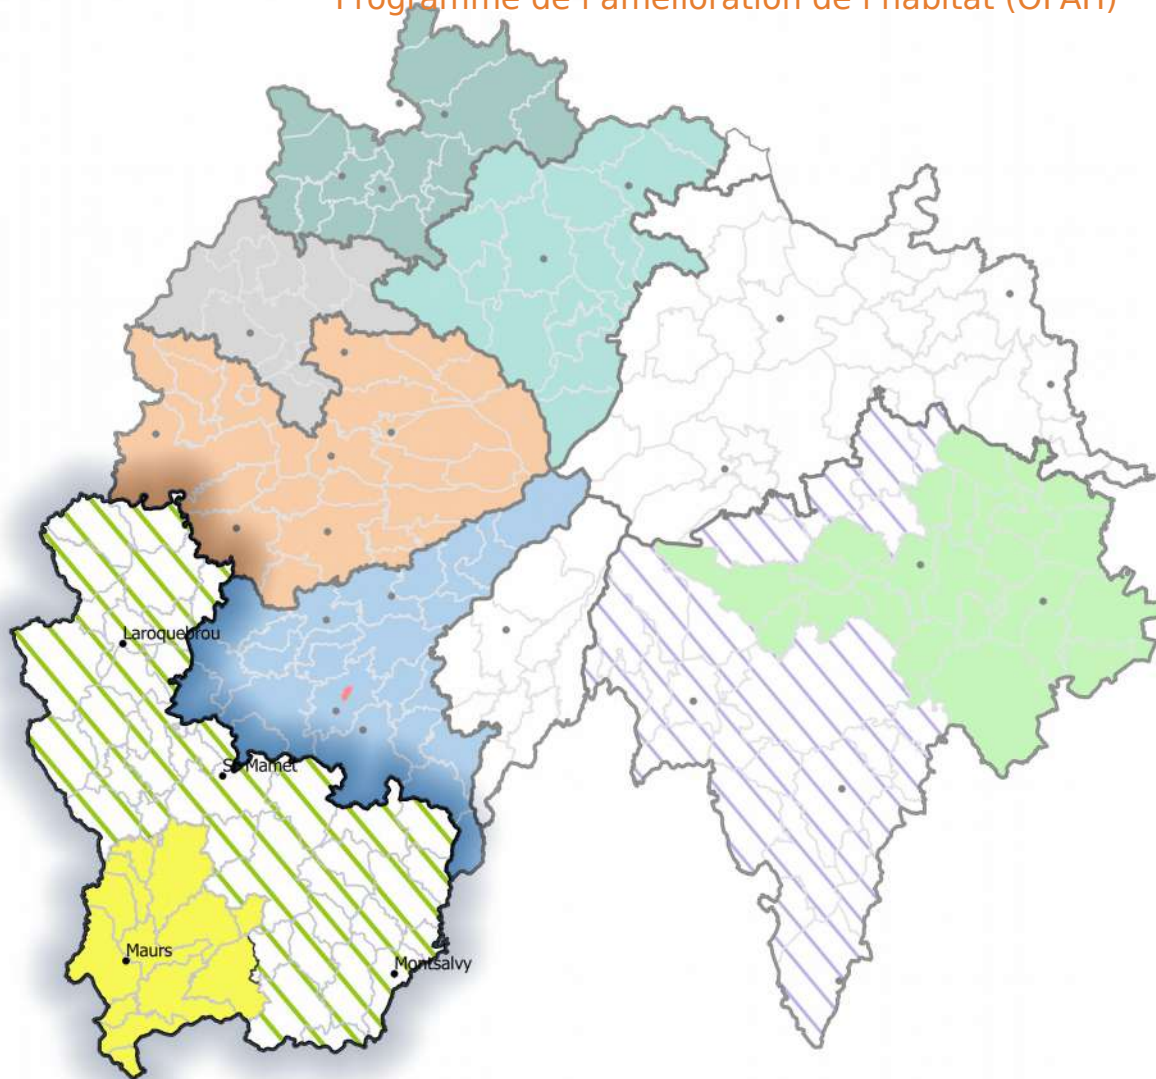 Programme de l'amélioration de l'habitat (OPAH)
Laroquebrou
St Mamet
Maurs
Montsalvy